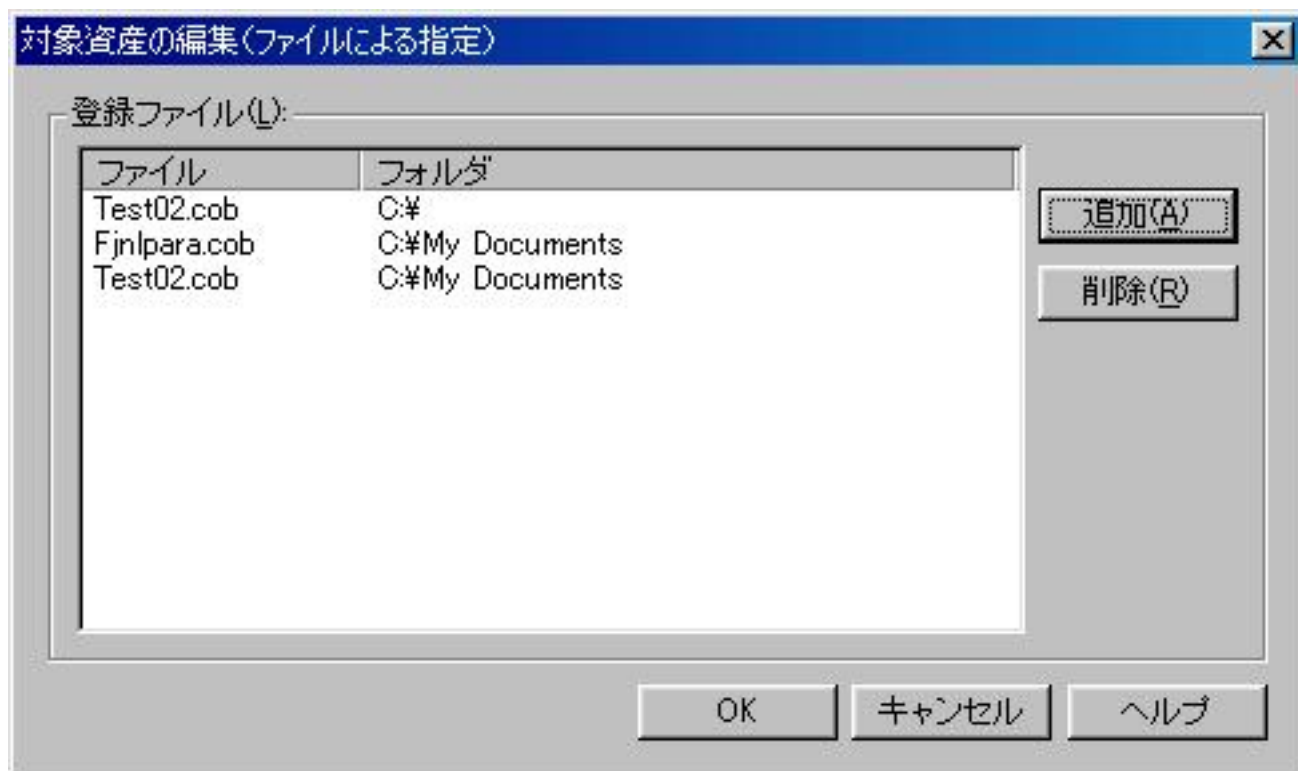 対象資産の編集(ファイルによる指定)
登録ファイル(L):
ファイル フォルダ
Test02.cob C:¥
Fjnlpara.cob C:¥My Documents
Test02.cob C:¥My Documents
追加(A)
削除(R)
OK キャンセル ヘルプ